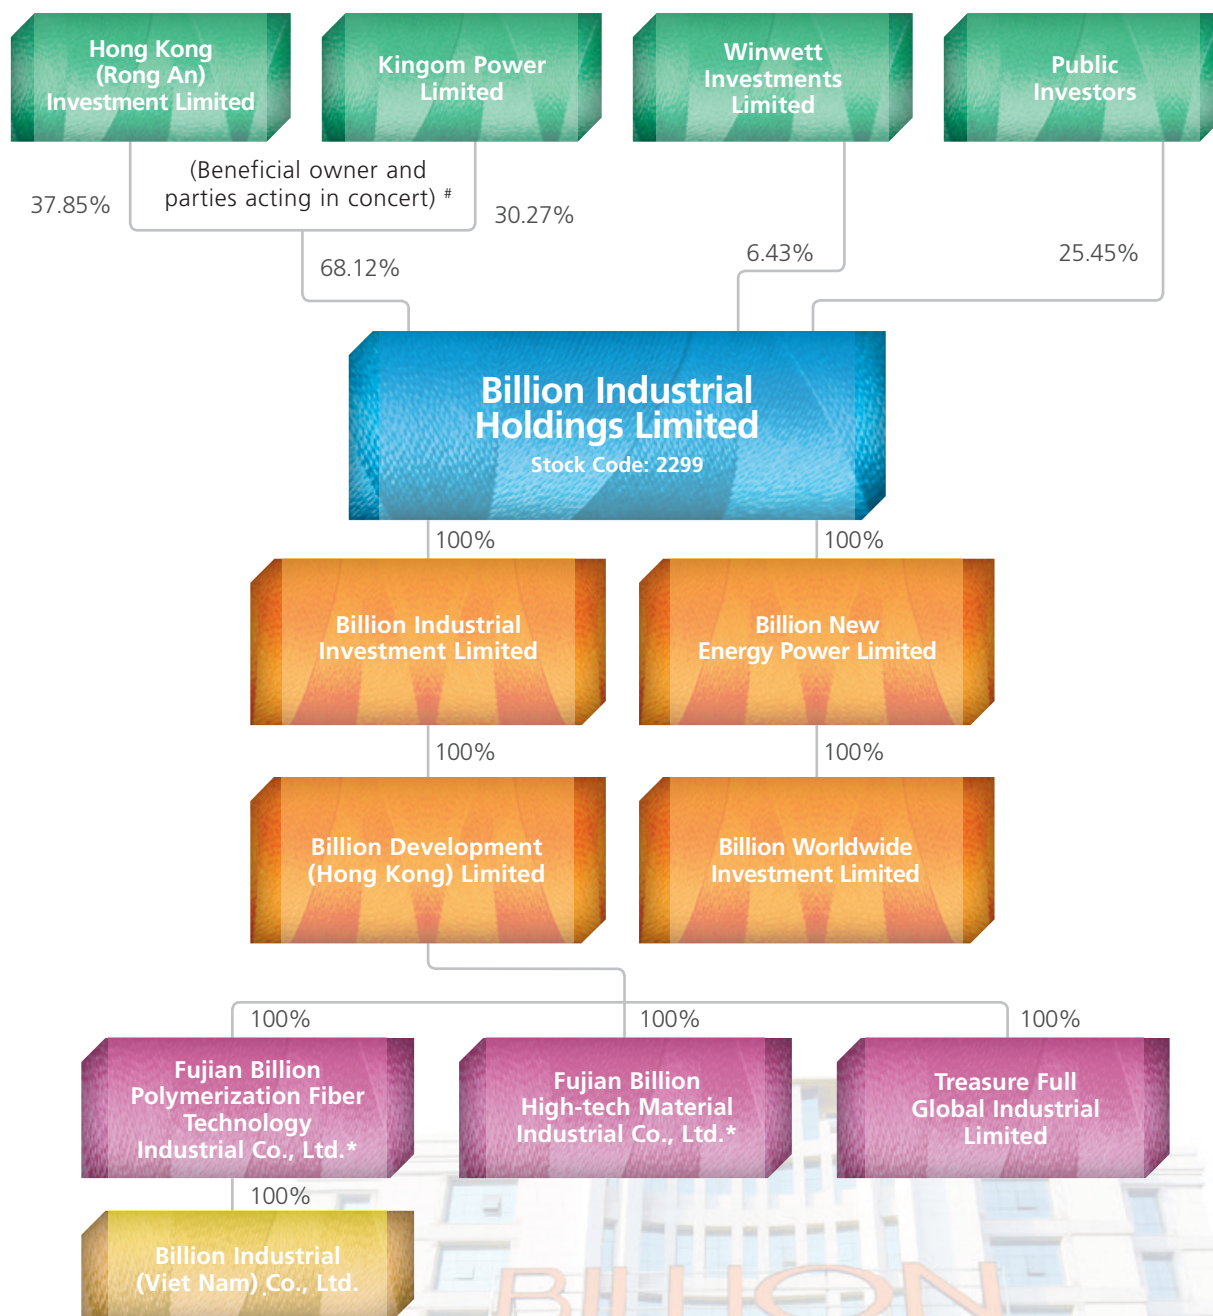 Hong Kong
(Rong An)
Investment Limited
Kingom Power
Limited
Winwett
Investments
Limited
Public
Investors
(Beneficial owner and
parties acting in concert) #
37.85%
30.27%
68.12%
6.43%
25.45%
Billion Industrial
Holdings Limited
Stock Code: 2299
100%
100%
Billion Industrial
Investment Limited
Billion New
Energy Power Limited
100%
100%
Billion Development
(Hong Kong) Limited
Billion Worldwide
Investment Limited
100%
100%
100%
Fujian Billion
Polymerization Fiber
Technology
Industrial Co., Ltd.*
Fujian Billion
High-tech Material
Industrial Co., Ltd.*
Treasure Full
Global Industrial
Limited
100%
Billion Industrial
(Viet Nam) Co., Ltd.
BILLION